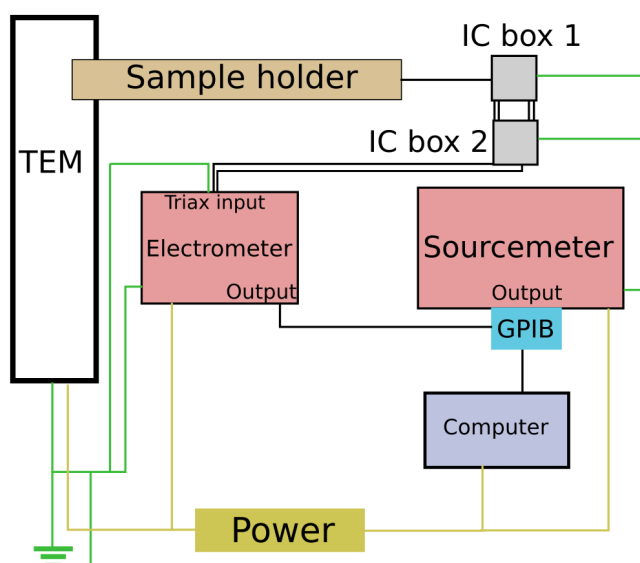 IC box 1
Sample holder
IC box 2
TEM
Triax input
Electrometer
Output
Sourcemeter
Output
GPIB
Computer
Power